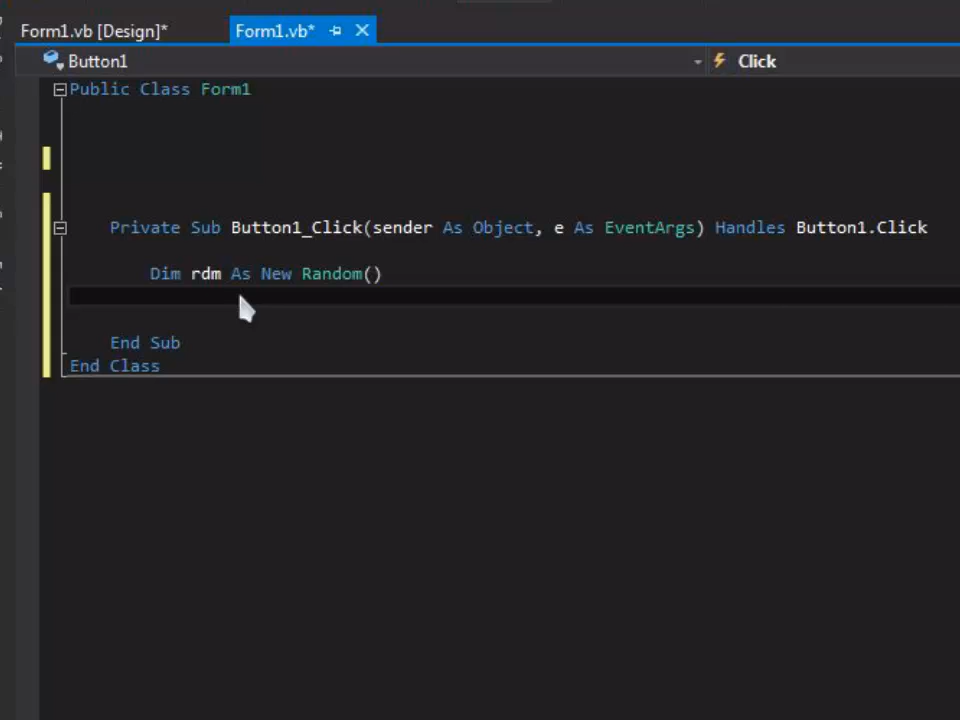 Form1.vb [Design]* Form1.vb*
Button1 Click
Public Class Form1
Private Sub Button1_Click(sender As Object, e As EventArgs) Handles Button1.Click
Dim rdm As New Random()
End Sub
End Class